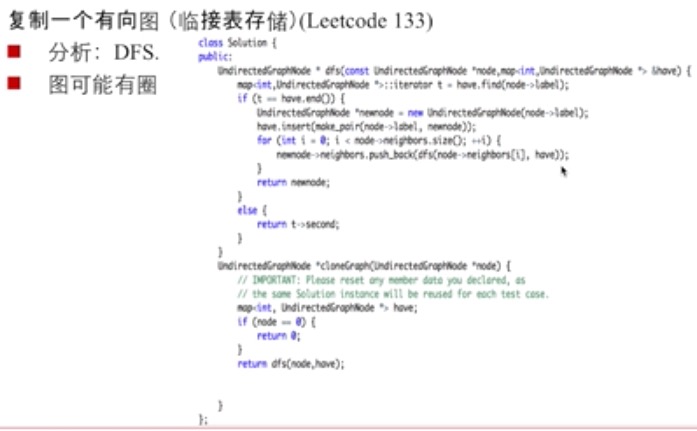 复制一个有向图 (临接表存储)(Leetcode 133)
■ 分析：DFS.
■ 图可能有圈
class Solution {
public:
    UndirectedGraphNode * dfs(const UndirectedGraphNode *node,map<int,UndirectedGraphNode *> &have) {
        map<int,UndirectedGraphNode *>::iterator t = have.find(node->label);
        if (t == have.end()) {
            UndirectedGraphNode *newnode = new UndirectedGraphNode(node->label);
            have.insert(make_pair(node->label, newnode));
            for (int i = 0; i < node->neighbors.size(); ++i) {
                newnode->neighbors.push_back(dfs(node->neighbors[i], have));
            }
            return newnode;
        }
        else {
            return t->second;
        }
    }
    UndirectedGraphNode *cloneGraph(UndirectedGraphNode *node) {
        // IMPORTANT: Please reset any member data you declared, as
        // the same Solution instance will be reused for each test case.
        map<int, UndirectedGraphNode *> have;
        if (node == 0) {
            return 0;
        }
        return dfs(node,have);
    }
};